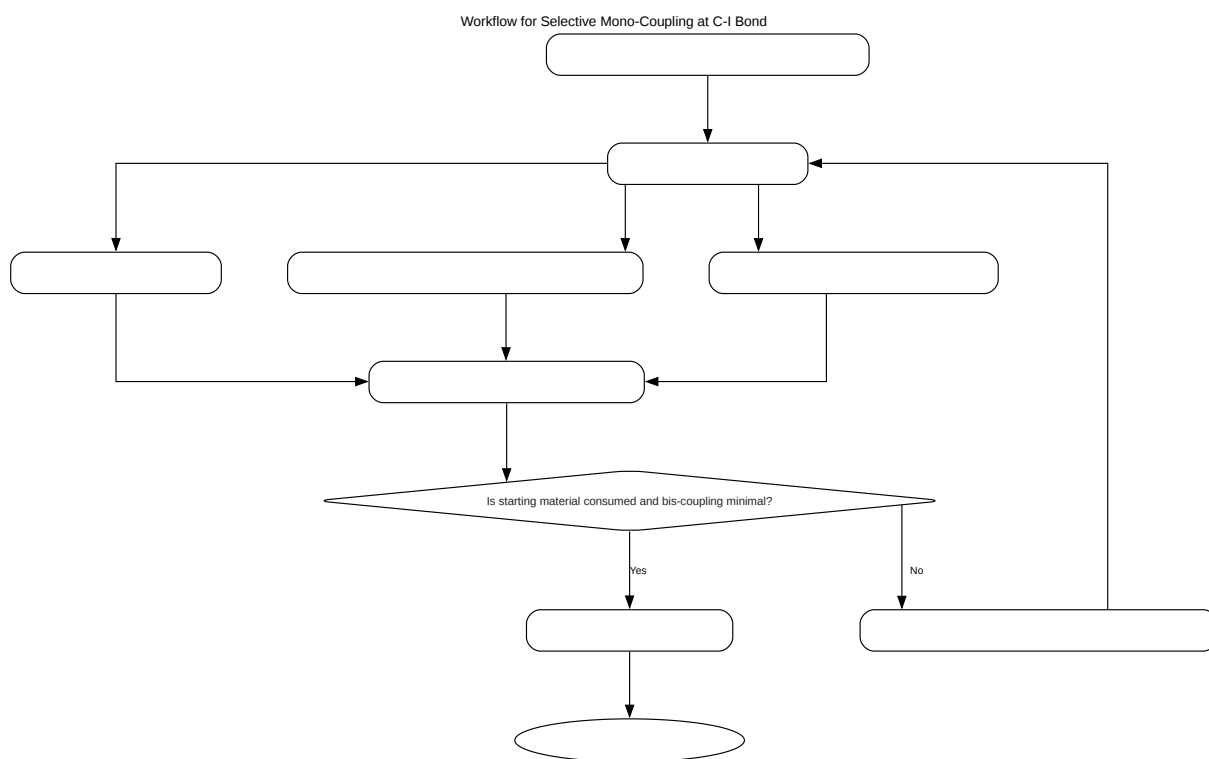 Workflow for Selective Mono-Coupling at C-I Bond
Is starting material consumed and bis-coupling minimal?
Yes
No